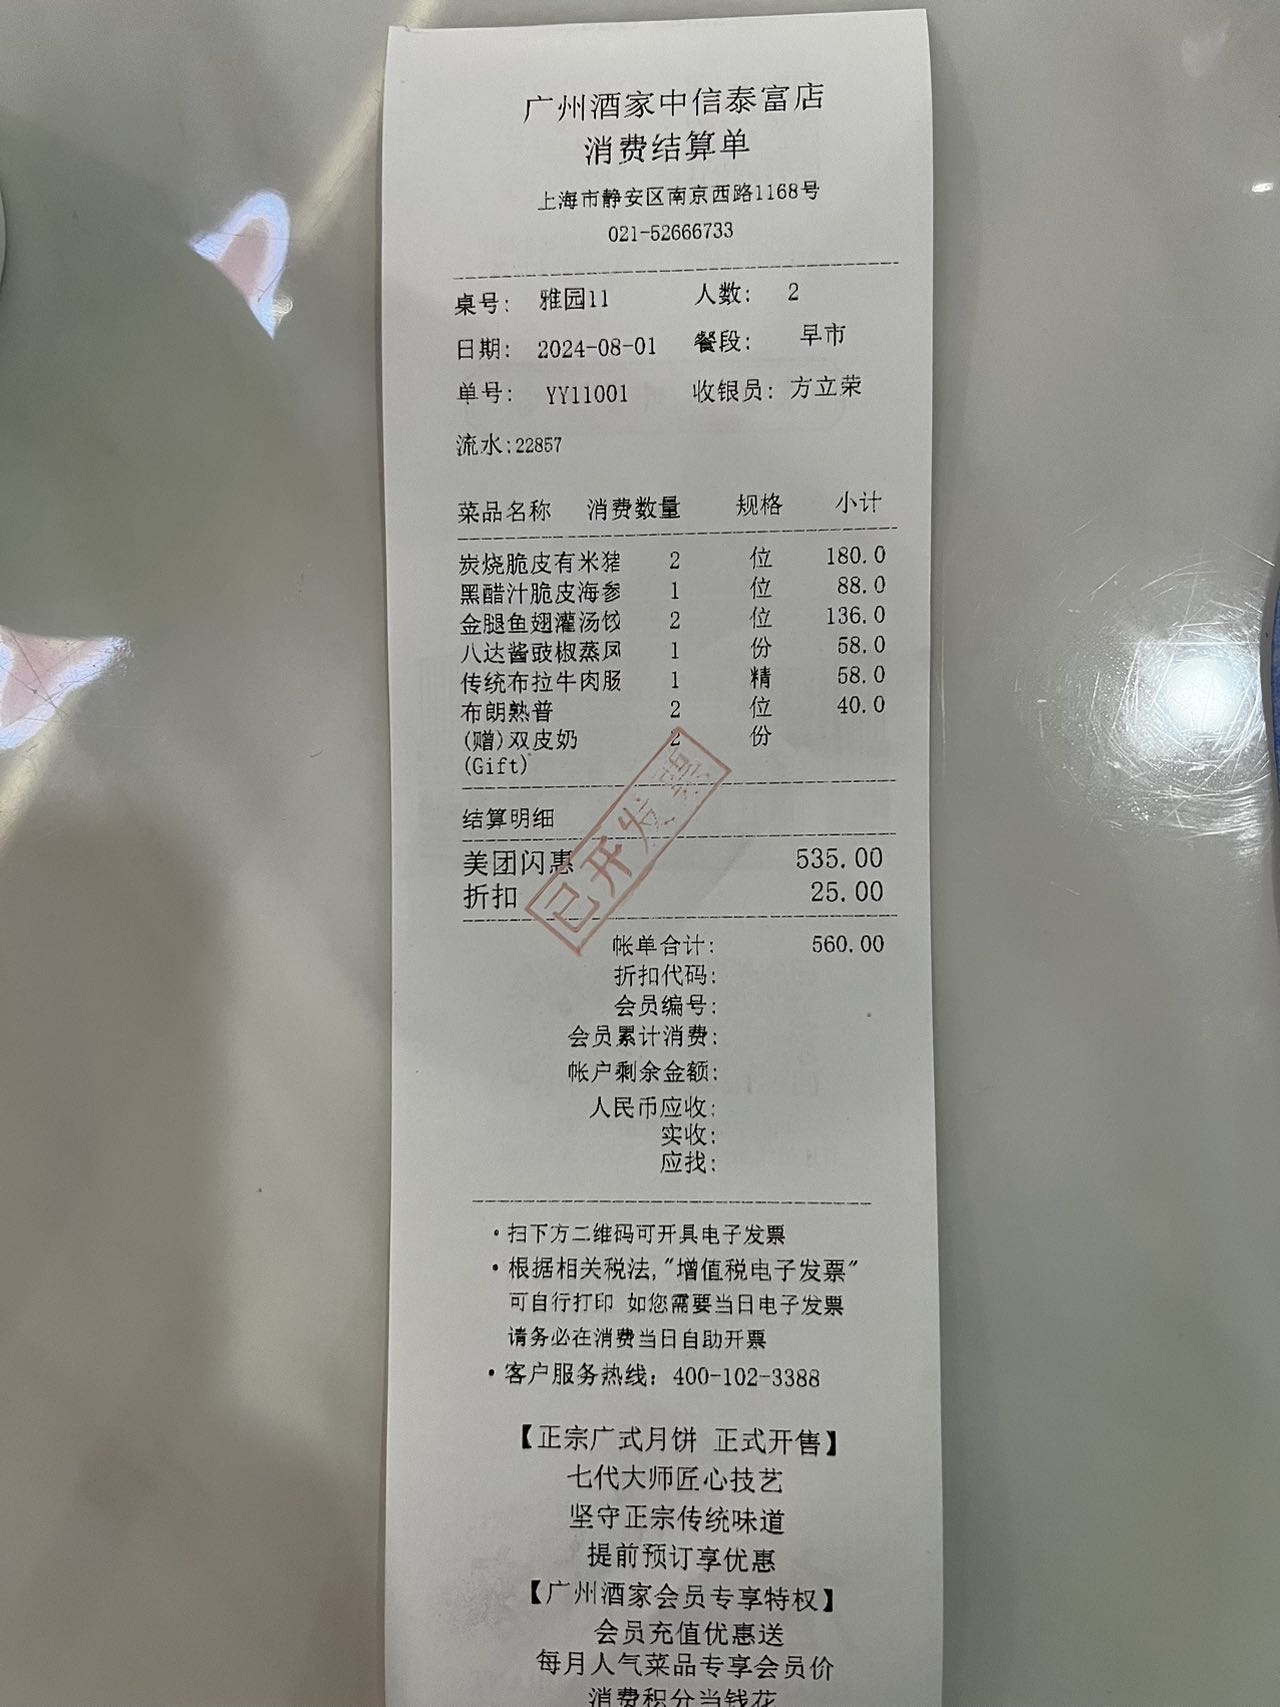 广州酒家中信泰富店
消费结算单
上海市静安区南京西路1168号
021-52666733
桌号: 雅园11 人数: 2
日期: 2024-08-01 餐段: 早市
单号: YY11001 收银员: 方立荣
流水:22857
菜品名称 消费数量 规格 小计
炭烧脆皮有米猪 2 位 180.0
黑醋汁脆皮海参 1 位 88.0
金腿鱼翅灌汤饺 2 位 136.0
八达酱豉椒蒸凤 1 份 58.0
传统布拉牛肉肠 1 精 58.0
布朗熟普 2 位 40.0
(赠)双皮奶 2 份
(Gift)
结算明细
美团闪惠 535.00
折扣 25.00
已开发票
帐单合计: 560.00
折扣代码:
会员编号:
会员累计消费:
帐户剩余金额:
人民币应收:
实收:
应找:
·扫下方二维码可开具电子发票
·根据相关税法,"增值税电子发票"
可自行打印 如您需要当日电子发票
请务必在消费当日自助开票
·客户服务热线: 400-102-3388
【正宗广式月饼 正式开售】
七代大师匠心技艺
坚守正宗传统味道
提前预订享优惠
【广州酒家会员专享特权】
会员充值优惠送
每月人气菜品专享会员价
消费积分当钱花